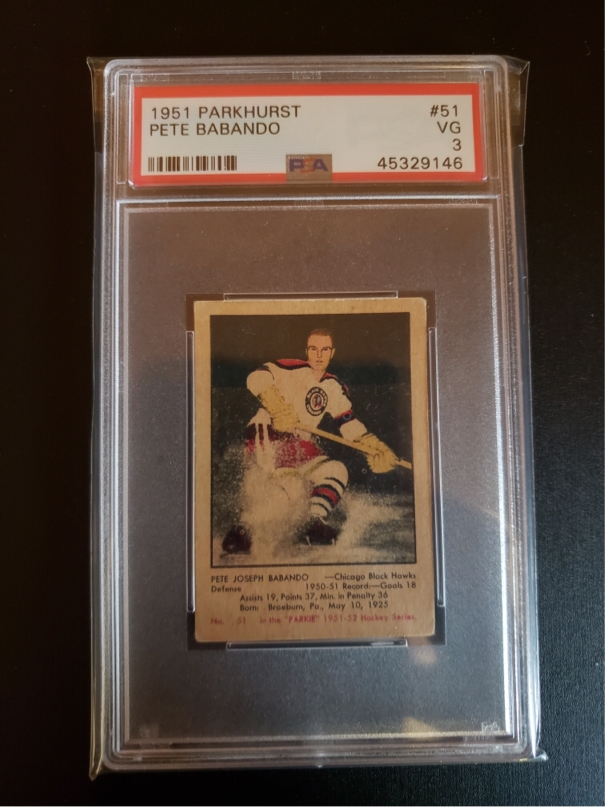 1951 PARKHURST #51
PETE BABANDO VG
3
PSA 45329146
PETE JOSEPH BABANDO —Chicago Black Hawks
Defense 1950-51 Record—Goals 18
Assists 19, Points 37, Min. in Penalty 36
Born: Braeburn, Pa., May 10, 1925
No. 51 in the "PARKIE" 1951-52 Hockey Series.